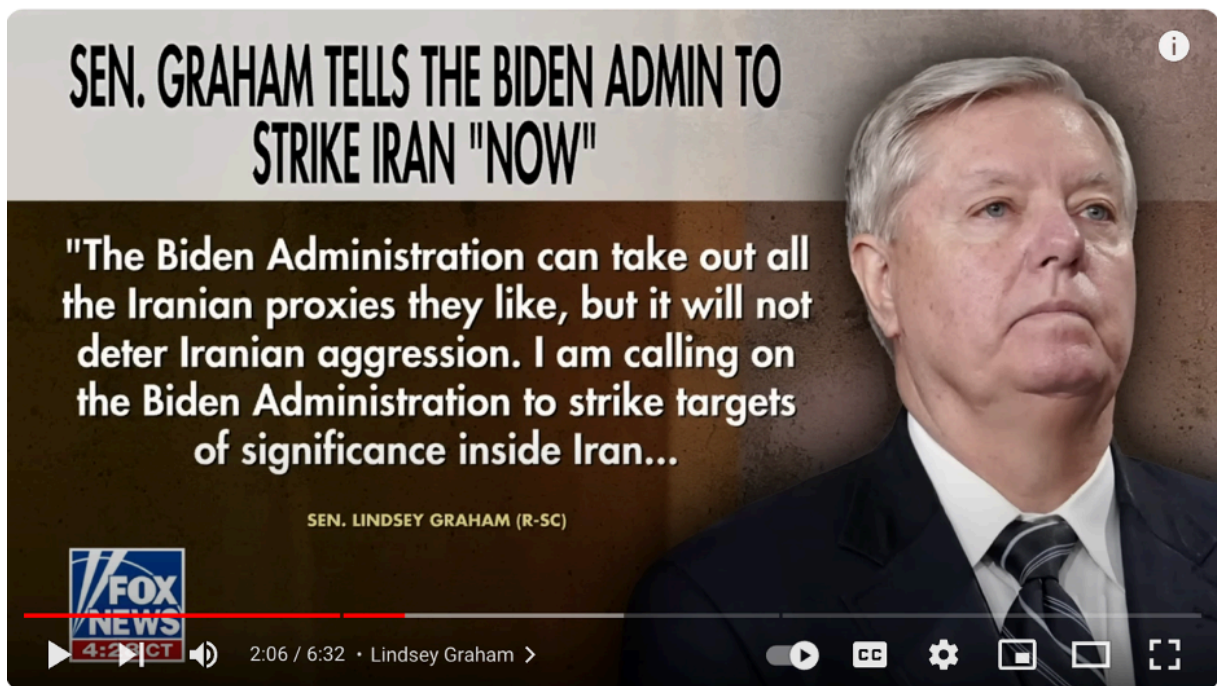 SEN. GRAHAM TELLS THE BIDEN ADMIN TO
STRIKE IRAN "NOW"
"The Biden Administration can take out all
the Iranian proxies they like, but it will not
deter Iranian aggression. I am calling on
the Biden Administration to strike targets
of significance inside Iran...
SEN. LINDSEY GRAHAM (R-SC)
FOX
NEWS
CT
2:06 / 6:32 • Lindsey Graham >
CC